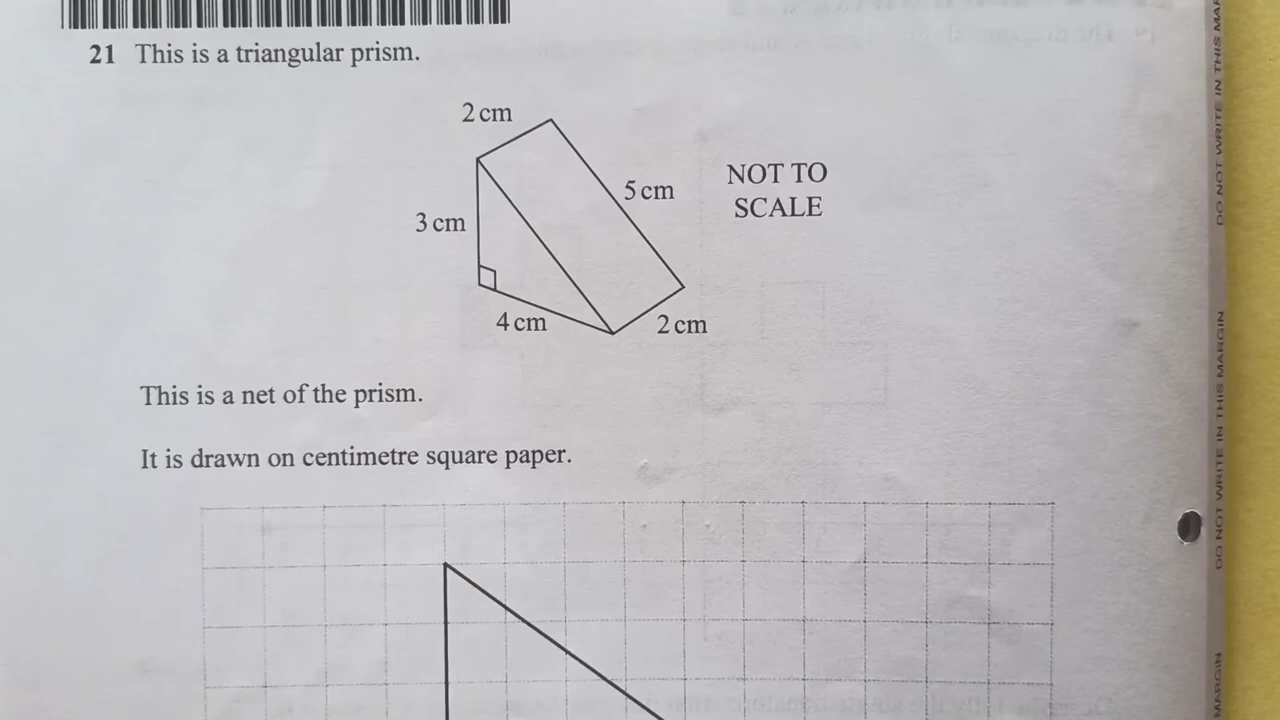 21 This is a triangular prism.
2 cm
5 cm
NOT TO
SCALE
3 cm
4 cm
2 cm
This is a net of the prism.
It is drawn on centimetre square paper.
DO NOT WRITE IN THIS MAR
DO NOT WRITE IN THIS MARGIN
MARGIN